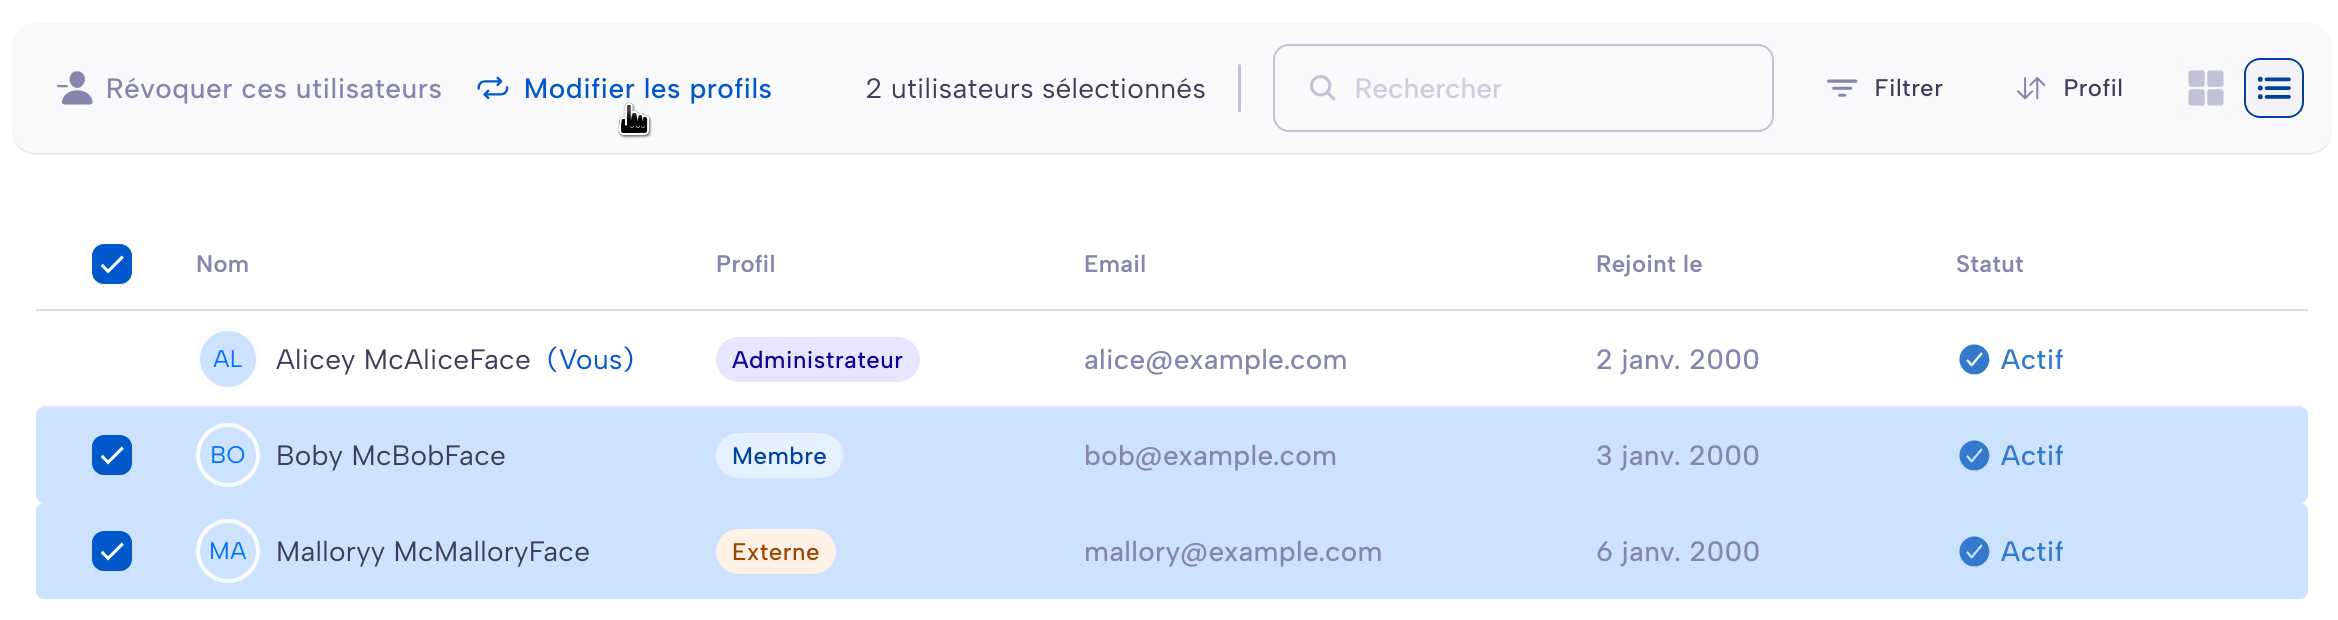 Révoquer ces utilisateurs Modifier les profils 2 utilisateurs sélectionnés Rechercher Filtrer Profil
Nom Profil Email Rejoint le Statut
AL Alicey McAliceFace (Vous) Administrateur alice@example.com 2 janv. 2000 Actif
BO Boby McBobFace Membre bob@example.com 3 janv. 2000 Actif
MA Malloryy McMalloryFace Externe mallory@example.com 6 janv. 2000 Actif